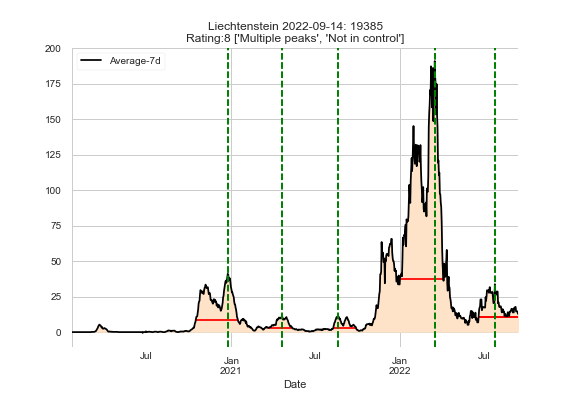 Liechtenstein 2022-09-14: 19385
Rating:8 ['Multiple peaks', 'Not in control']
Average-7d
200
175
150
125
100
75
50
25
0
Jul
Jan
2021
Jul
Jan
2022
Jul
Date